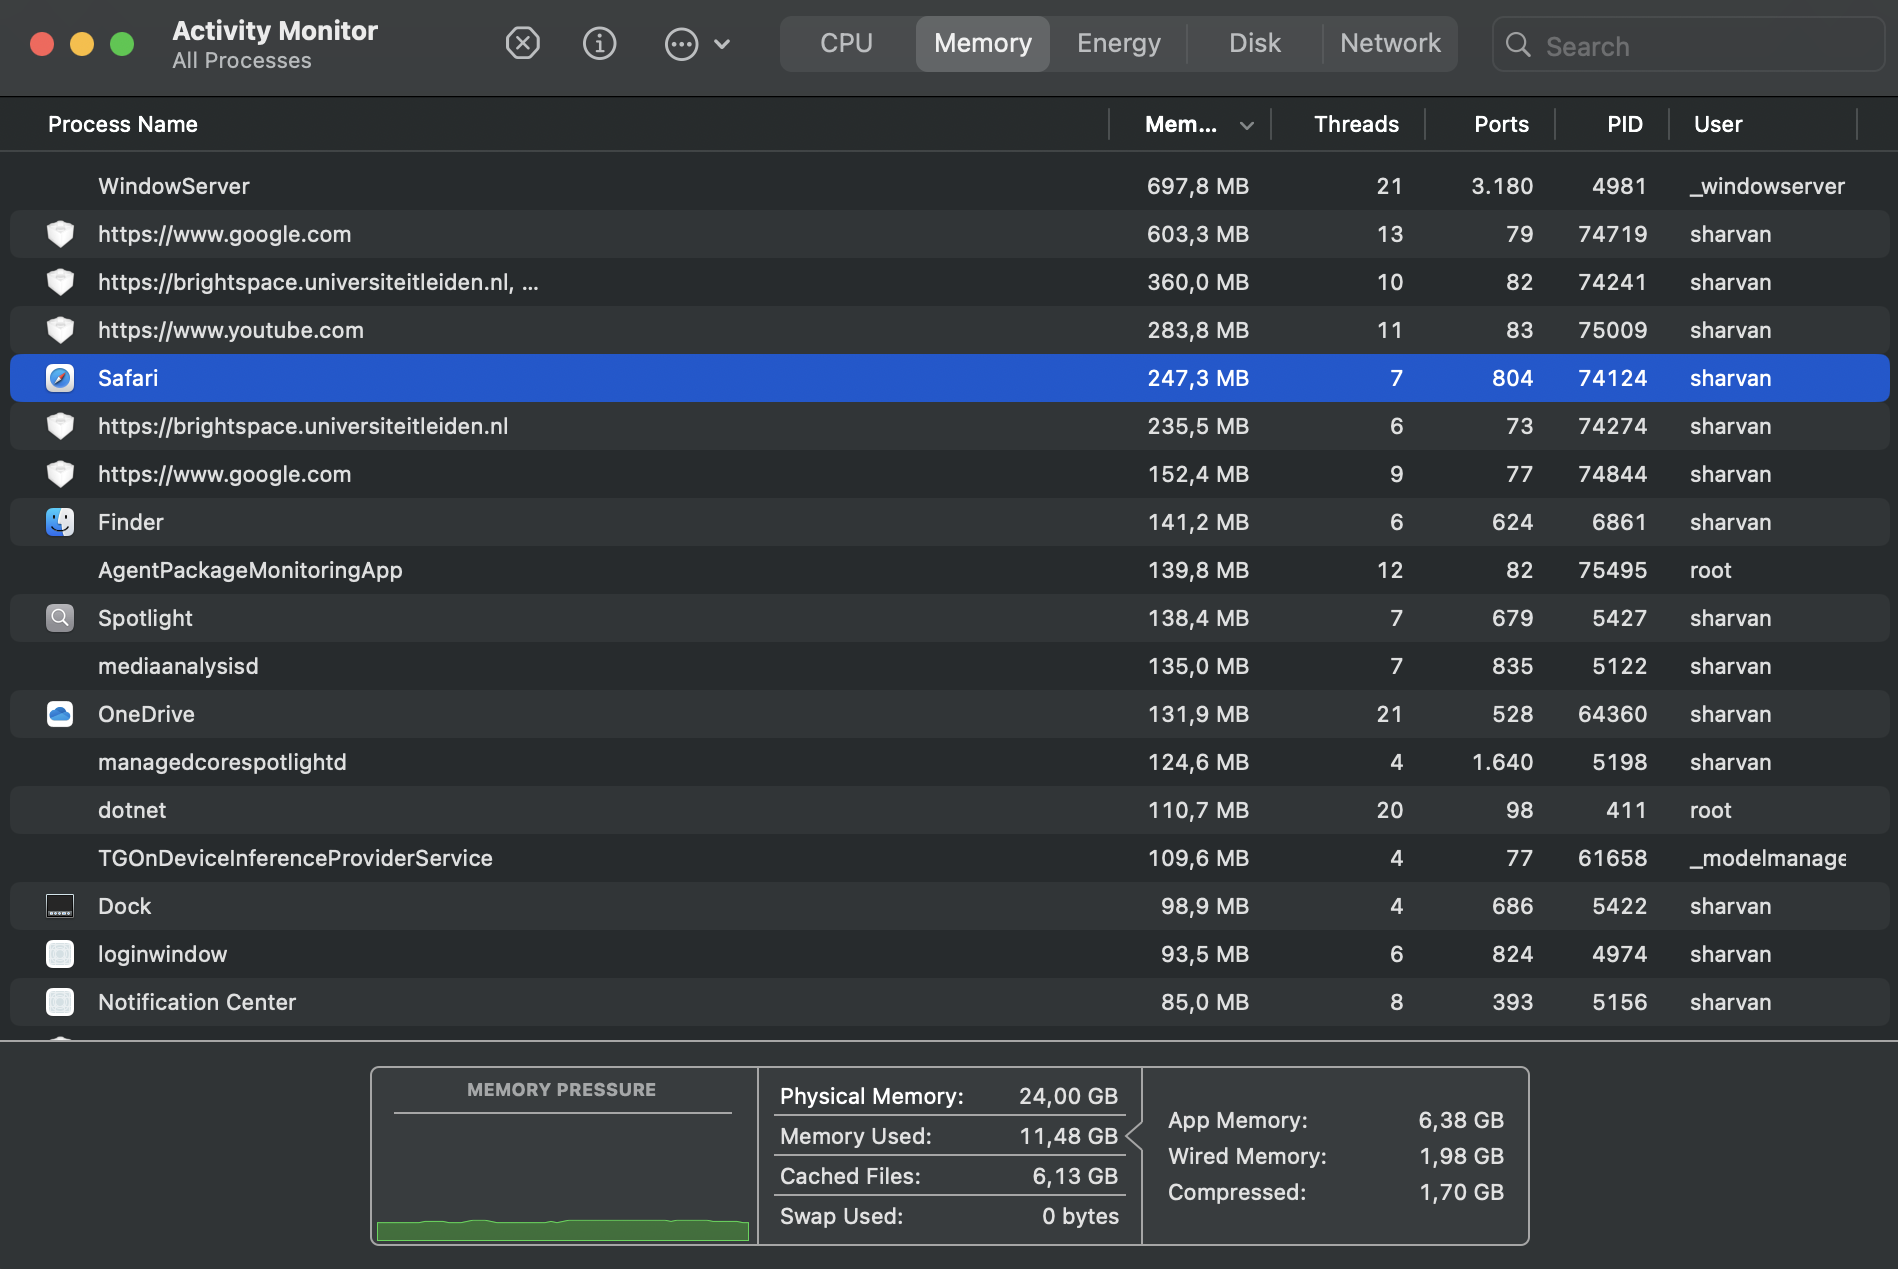 Activity Monitor
All Processes
CPU Memory Energy Disk Network
Search
Process Name Mem... Threads Ports PID User
WindowServer 697,8 MB 21 3.180 4981 _windowserver
https://www.google.com 603,3 MB 13 79 74719 sharvan
https://brightspace.universiteitleiden.nl, ... 360,0 MB 10 82 74241 sharvan
https://www.youtube.com 283,8 MB 11 83 75009 sharvan
Safari 247,3 MB 7 804 74124 sharvan
https://brightspace.universiteitleiden.nl 235,5 MB 6 73 74274 sharvan
https://www.google.com 152,4 MB 9 77 74844 sharvan
Finder 141,2 MB 6 624 6861 sharvan
AgentPackageMonitoringApp 139,8 MB 12 82 75495 root
Spotlight 138,4 MB 7 679 5427 sharvan
mediaanalysisd 135,0 MB 7 835 5122 sharvan
OneDrive 131,9 MB 21 528 64360 sharvan
managedcorespotlightd 124,6 MB 4 1.640 5198 sharvan
dotnet 110,7 MB 20 98 411 root
TGOnDeviceInferenceProviderService 109,6 MB 4 77 61658 _modelmanage
Dock 98,9 MB 4 686 5422 sharvan
loginwindow 93,5 MB 6 824 4974 sharvan
Notification Center 85,0 MB 8 393 5156 sharvan
MEMORY PRESSURE
Physical Memory: 24,00 GB
Memory Used: 11,48 GB
Cached Files: 6,13 GB
Swap Used: 0 bytes
App Memory: 6,38 GB
Wired Memory: 1,98 GB
Compressed: 1,70 GB